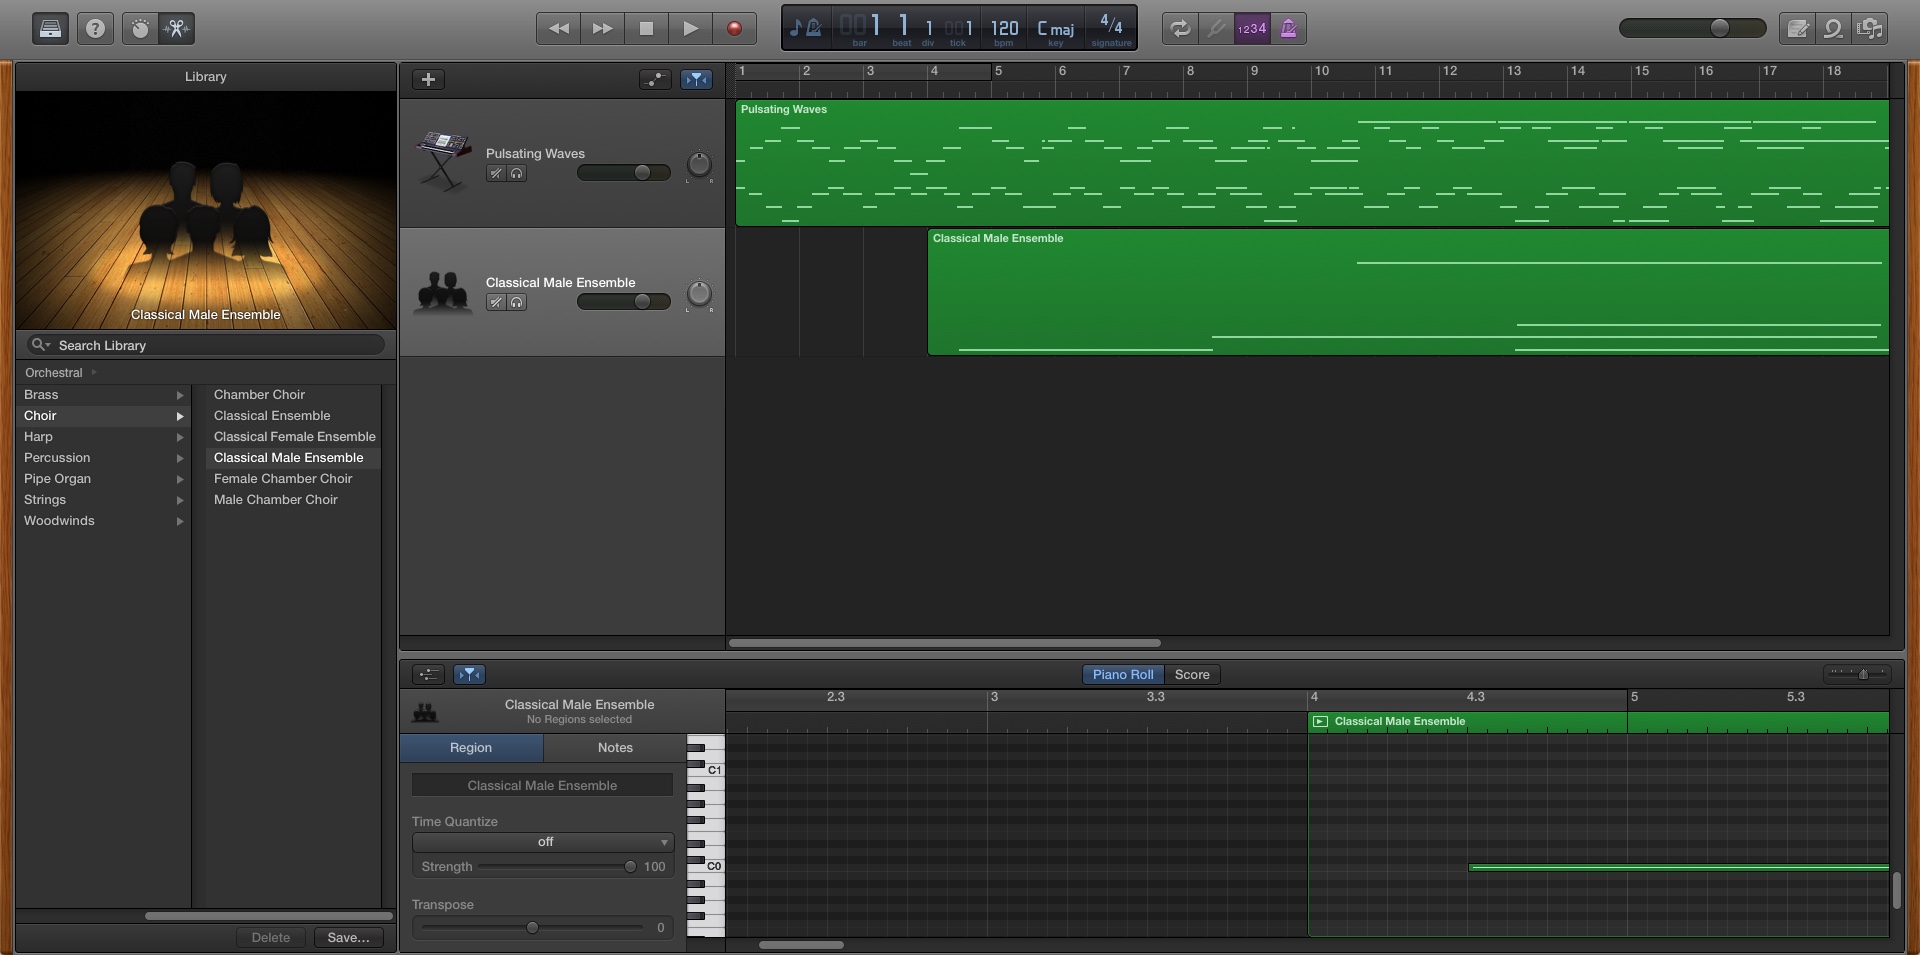 ?
1 1 1 1 120 C maj 4/4
bar beat div tick bpm key signature
1234
Library
Classical Male Ensemble
Search Library
Orchestral
Brass
Choir
Harp
Percussion
Pipe Organ
Strings
Woodwinds
Chamber Choir
Classical Ensemble
Classical Female Ensemble
Classical Male Ensemble
Female Chamber Choir
Male Chamber Choir
Delete
Save...
+
1 2 3 4 5 6 7 8 9 10 11 12 13 14 15 16 17 18
Pulsating Waves
L R
Pulsating Waves
Classical Male Ensemble
L R
Classical Male Ensemble
Piano Roll
Score
Classical Male Ensemble
No Regions selected
2.3 3 3.3 4 4.3 5 5.3
Classical Male Ensemble
Region
Notes
Classical Male Ensemble
Time Quantize
off
Strength 100
Transpose
0
C1
C0